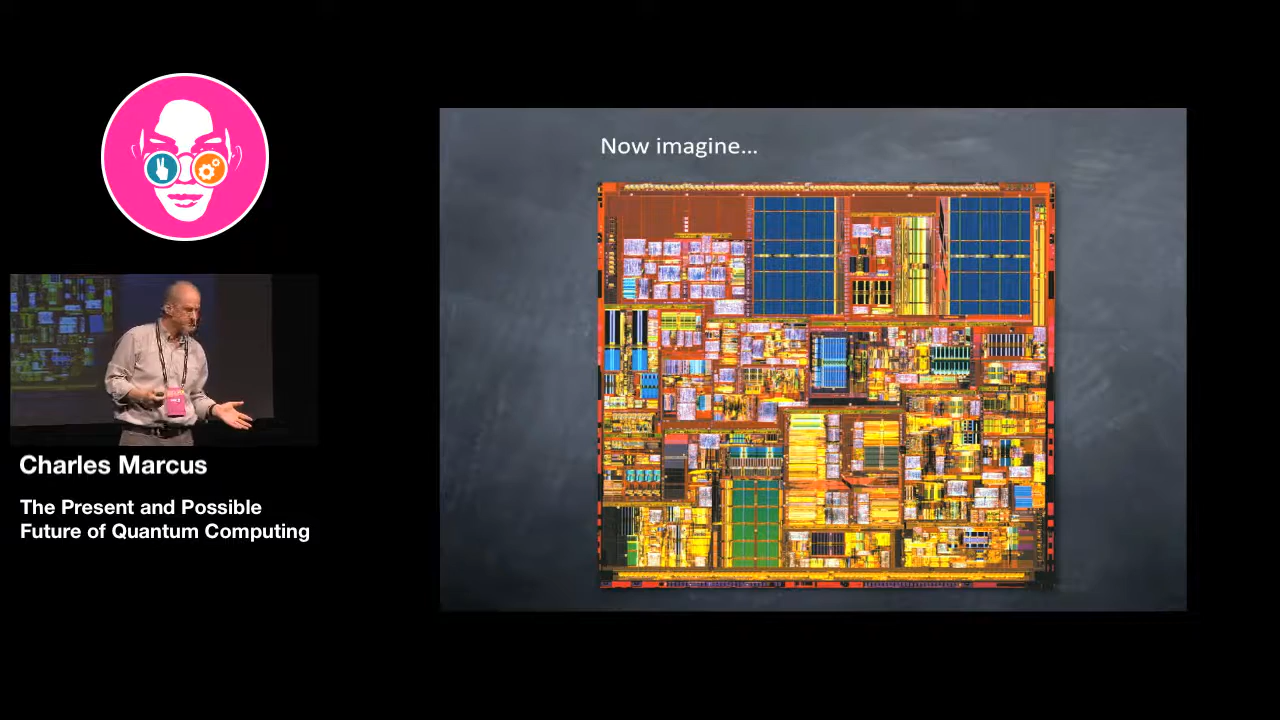 Now imagine...
Charles Marcus
The Present and Possible
Future of Quantum Computing